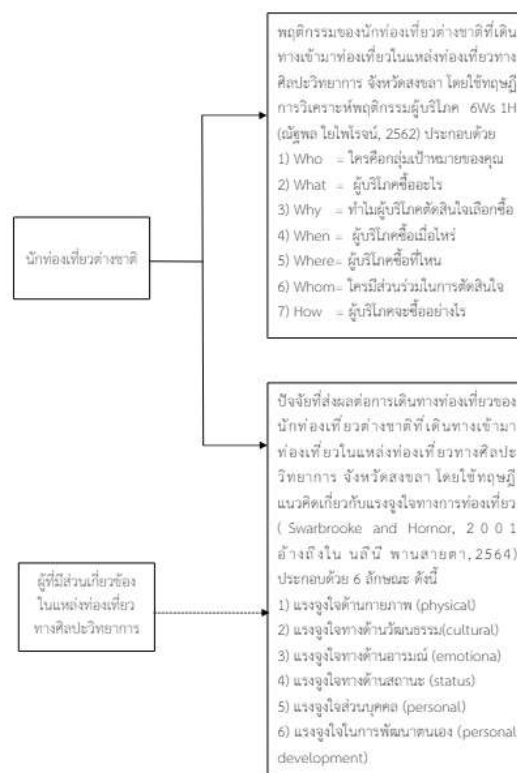 พฤติกรรมของนักท่องเที่ยวต่างชาติที่เดิน
ทางเข้ามาท่องเที่ยวในแหล่งท่องเที่ยวทาง
ศิลปะวิทยาการ จังหวัดสงขลา โดยใช้ทฤษฎี
การวิเคราะห์พฤติกรรมผู้บริโภค 6Ws 1H
(ณัฐพล ใยไพโรจน์, 2562) ประกอบด้วย
1) Who = ใครคือกลุ่มเป้าหมายของคุณ
2) What = ผู้บริโภคซื้ออะไร
3) Why = ทำไมผู้บริโภคตัดสินใจเลือกซื้อ
4) When = ผู้บริโภคซื้อเมื่อไหร่
5) Where= ผู้บริโภคซื้อที่ไหน
6) Whom= ใครมีส่วนร่วมในการตัดสินใจ
7) How = ผู้บริโภคจะซื้ออย่างไร
นักท่องเที่ยวต่างชาติ
ปัจจัยที่ส่งผลต่อการเดินทางท่องเที่ยวของ
นักท่องเที่ยวต่างชาติที่เดินทางเข้ามา
ท่องเที่ยวในแหล่งท่องเที่ยวทางศิลปะ
วิทยาการ จังหวัดสงขลา โดยใช้ทฤษฎี
แนวคิดเกี่ยวกับแรงจูงใจทางการท่องเที่ยว
( Swarbrooke and Hornor, 2001
อ้างถึงใน นลินี พานสายตา,2564)
ประกอบด้วย 6 ลักษณะ ดังนี้
1) แรงจูงใจด้านกายภาพ (physical)
2) แรงจูงใจทางด้านวัฒนธรรม(cultural)
3) แรงจูงใจทางด้านอารมณ์ (emotiona)
4) แรงจูงใจทางด้านสถานะ (status)
5) แรงจูงใจส่วนบุคคล (personal)
6) แรงจูงใจในการพัฒนาตนเอง (personal
development)
ผู้ที่มีส่วนเกี่ยวข้อง
ในแหล่งท่องเที่ยว
ทางศิลปะวิทยาการ